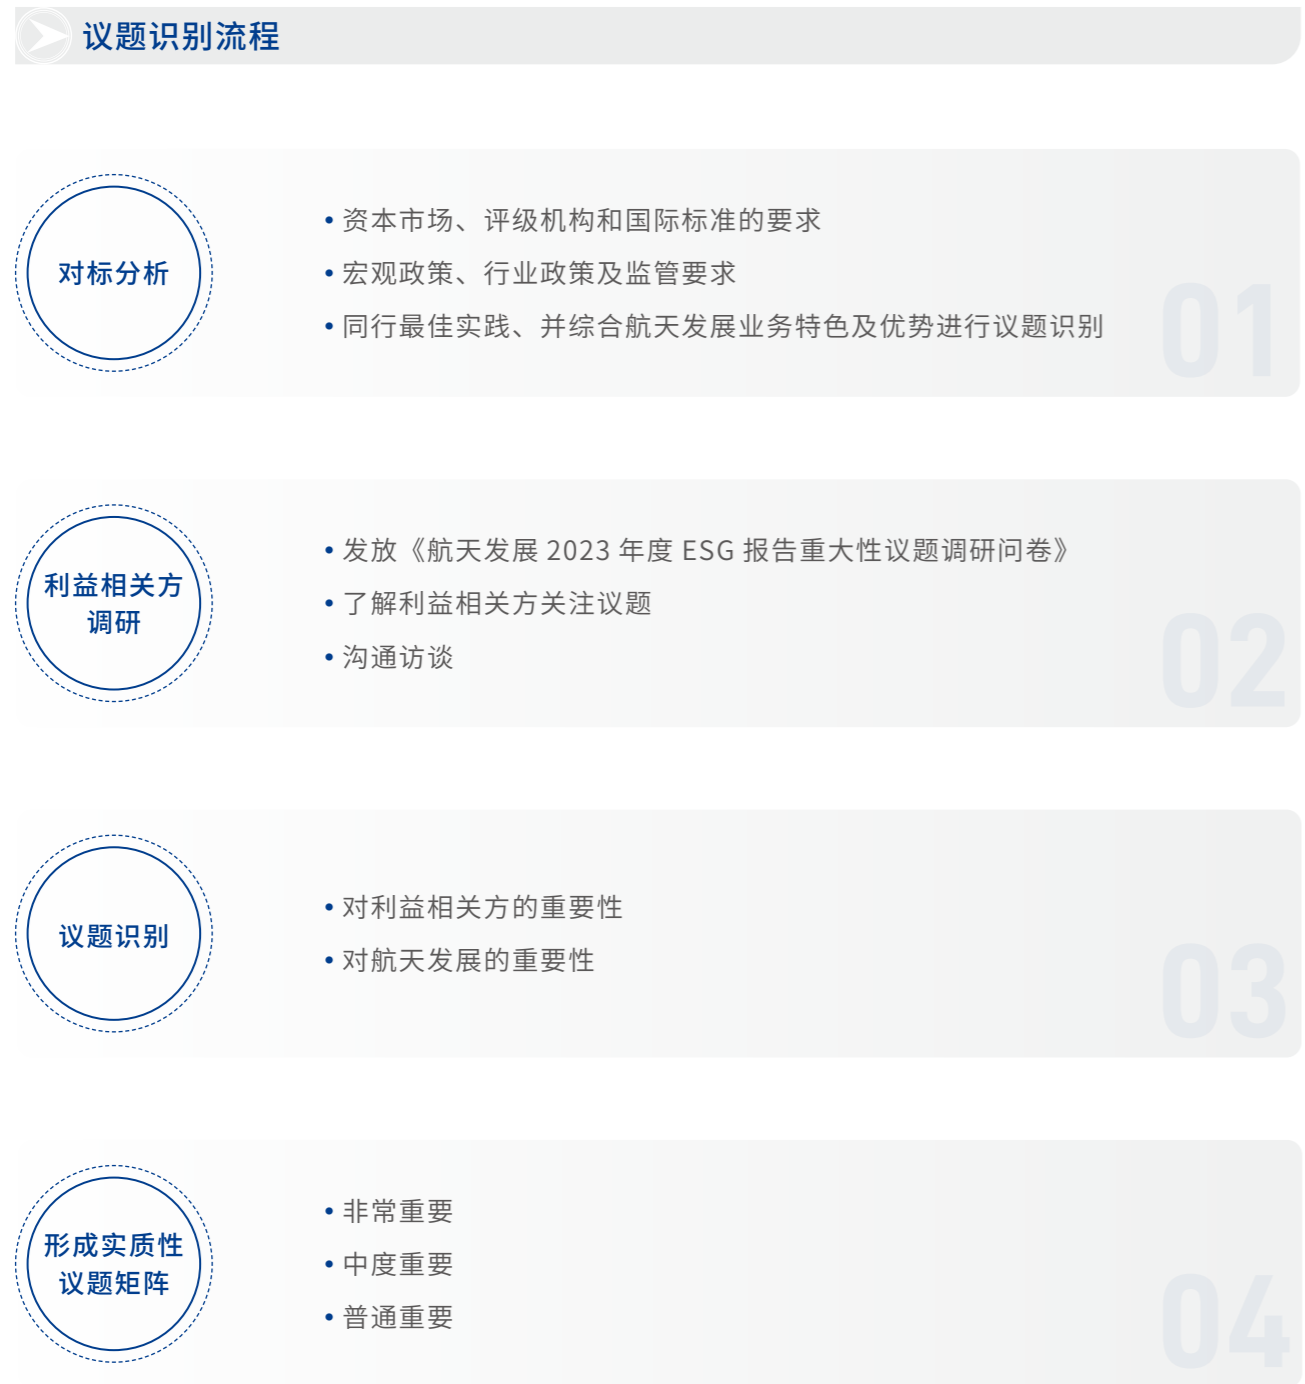 议题识别流程
对标分析
• 资本市场、评级机构和国际标准的要求
• 宏观政策、行业政策及监管要求
• 同行最佳实践、并综合航天发展业务特色及优势进行议题识别
01
利益相关方
调研
• 发放《航天发展 2023 年度 ESG 报告重大性议题调研问卷》
• 了解利益相关方关注议题
• 沟通访谈
02
议题识别
• 对利益相关方的重要性
• 对航天发展的重要性
03
形成实质性
议题矩阵
• 非常重要
• 中度重要
• 普通重要
04